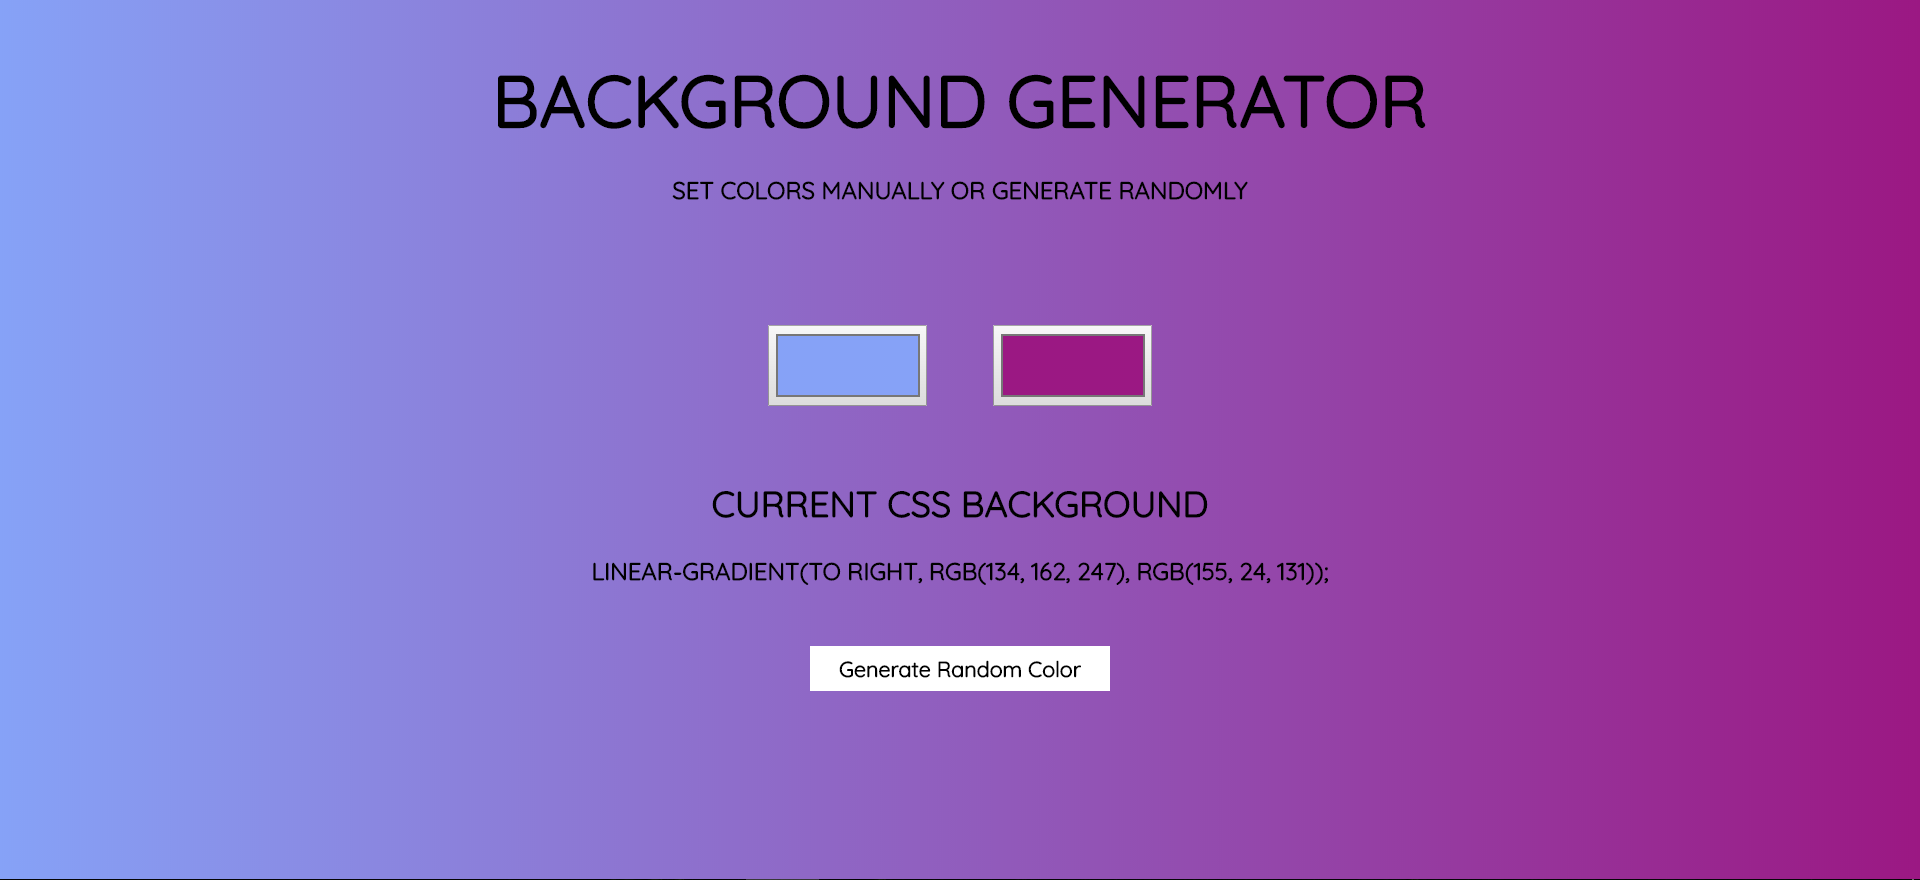 BACKGROUND GENERATOR
SET COLORS MANUALLY OR GENERATE RANDOMLY
CURRENT CSS BACKGROUND
LINEAR-GRADIENT(TO RIGHT, RGB(134, 162, 247), RGB(155, 24, 131));
Generate Random Color